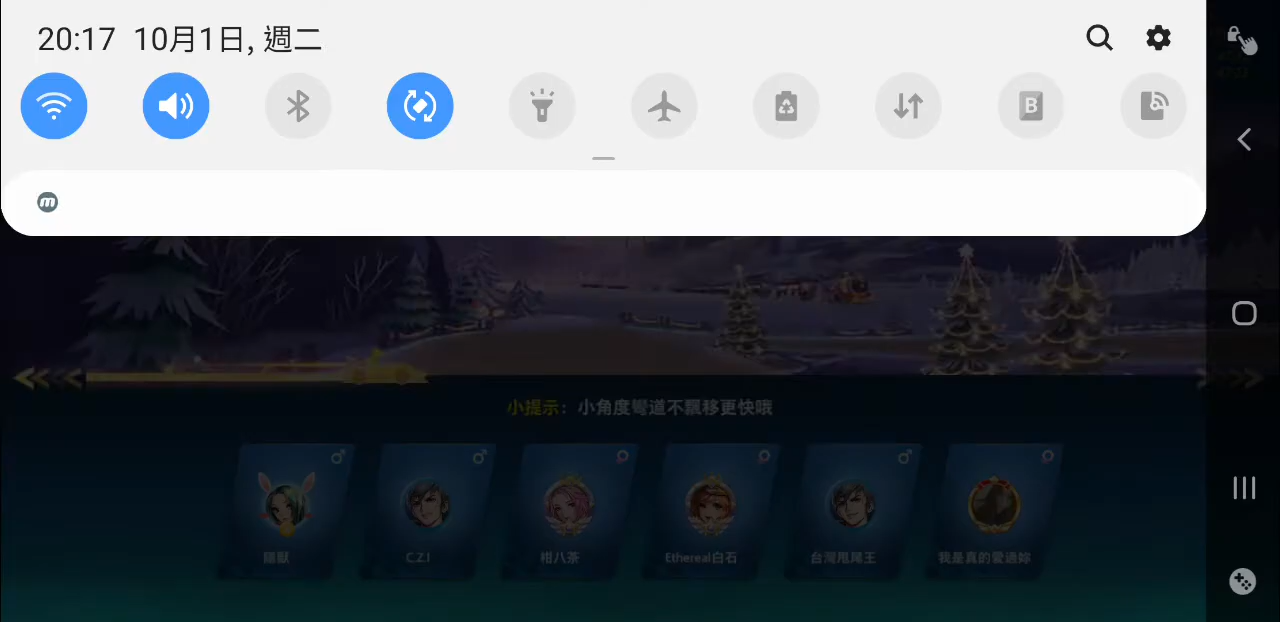 20:17 10月1日, 週二
小提示：小角度彎道不飄移更快哦
C.Z.I
柑八茶
Ethereal白石
台灣甩尾王
我是真的愛過妳